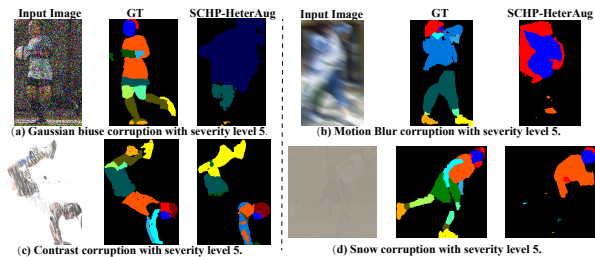 Input Image GT SCHP-HeterAug
Input Image GT SCHP-HeterAug
(a) Gaussian biuse corruption with severity level 5.
(b) Motion Blur corruption with severity level 5.
(c) Contrast corruption with severity level 5.
(d) Snow corruption with severity level 5.